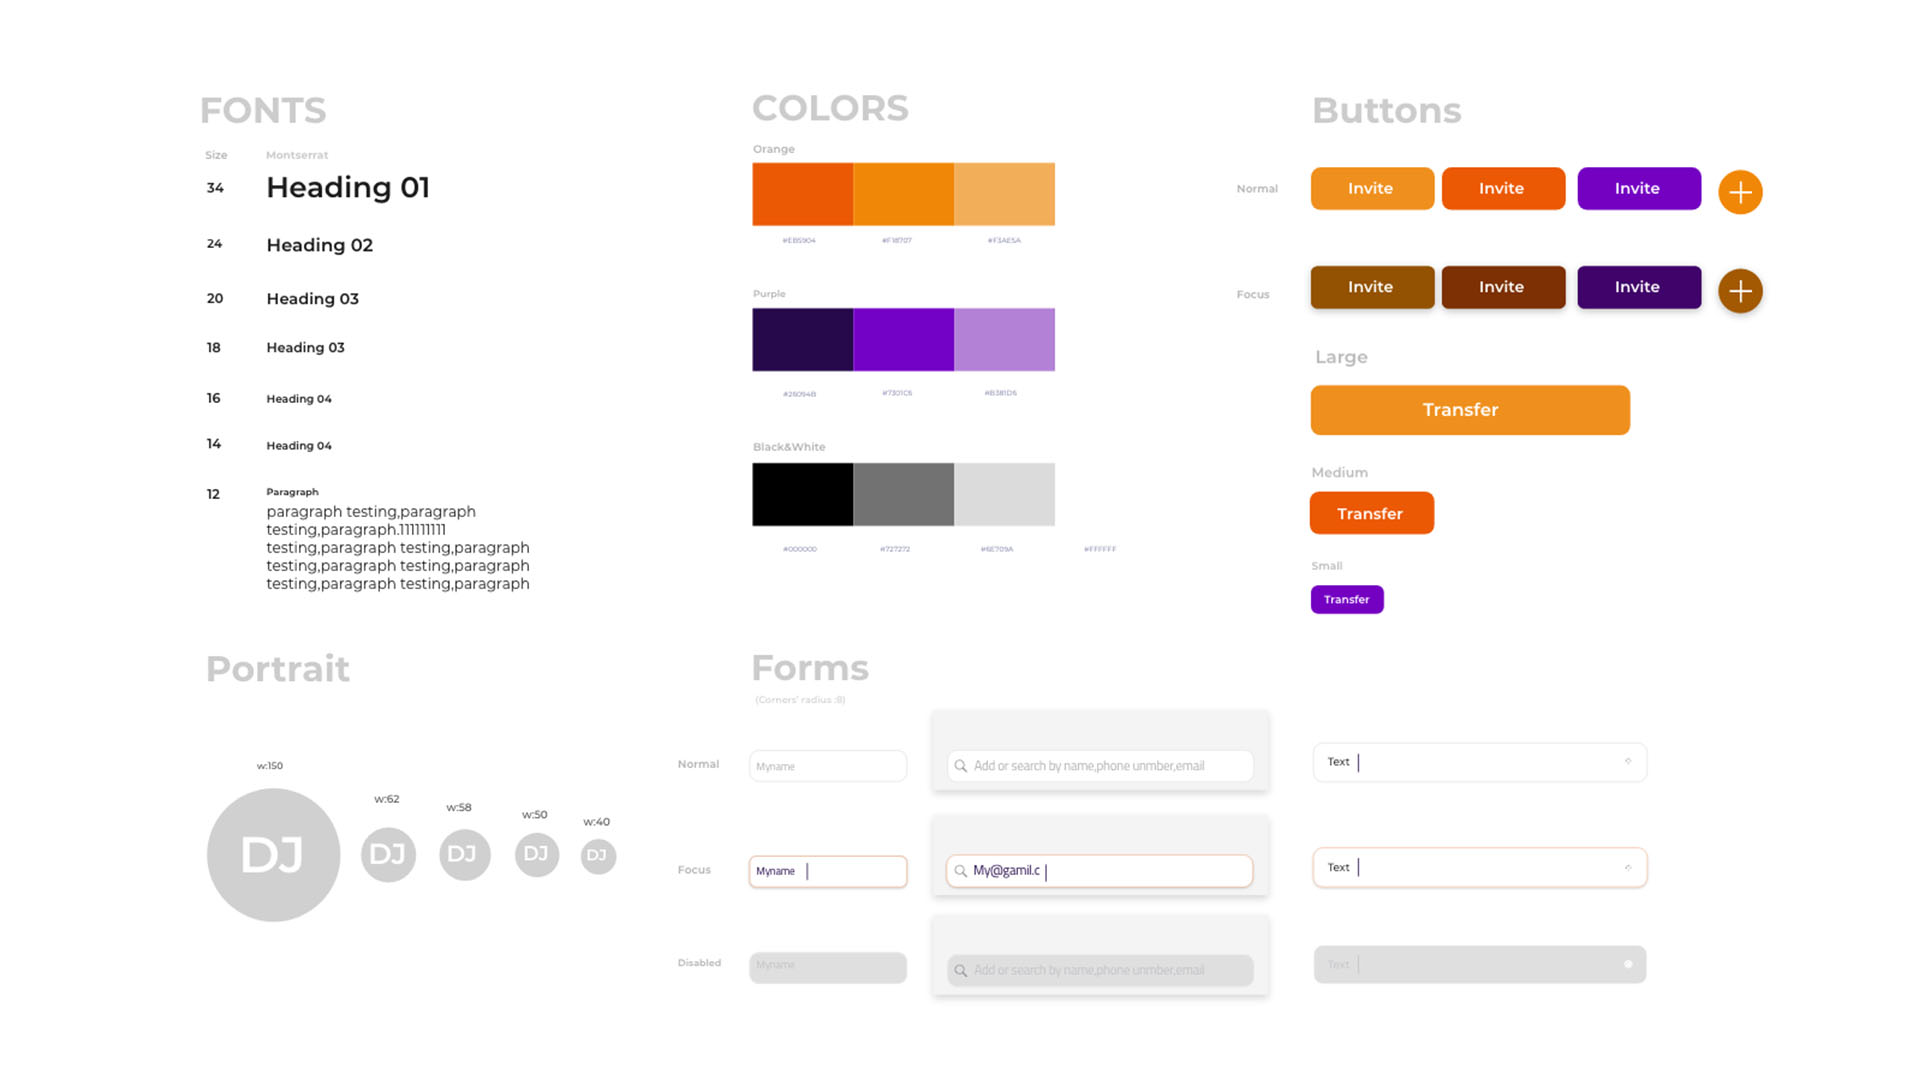 FONTS
Size Montserrat
34 Heading 01
24 Heading 02
20 Heading 03
18 Heading 03
16 Heading 04
14 Heading 04
12 Paragraph
paragraph testing,paragraph
testing,paragraph.111111111
testing,paragraph testing,paragraph
testing,paragraph testing,paragraph
testing,paragraph testing,paragraph
COLORS
Orange
#EB5904 #F18707 #F3AE5A
Purple
#26094B #7301C6 #B381D6
Black&White
#000000 #727272 #6E709A #FFFFFF
Buttons
Normal Invite Invite Invite
Focus Invite Invite Invite
Large
Transfer
Medium
Transfer
Small
Transfer
Portrait
w:150
w:62
w:58
w:50
w:40
DJ DJ DJ DJ DJ
Forms
(Corners' radius :8)
Normal Myname Add or search by name,phone unmber,email Text
Focus Myname My@gamil.c Text
Disabled Myname Add or search by name,phone unmber,email Text